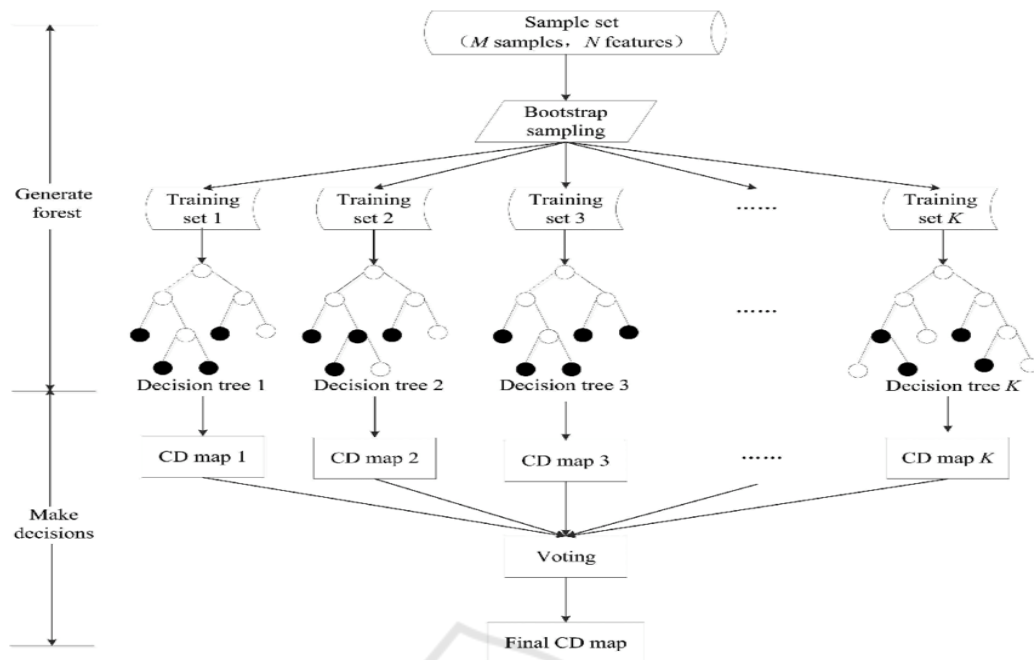 Sample set
（M samples，N features）
Bootstrap
sampling
Generate
forest
Training
set 1
Training
set 2
Training
set 3
……
Training
set K
……
Decision tree 1
Decision tree 2
Decision tree 3
Decision tree K
CD map 1
CD map 2
CD map 3
……
CD map K
Make
decisions
Voting
Final CD map